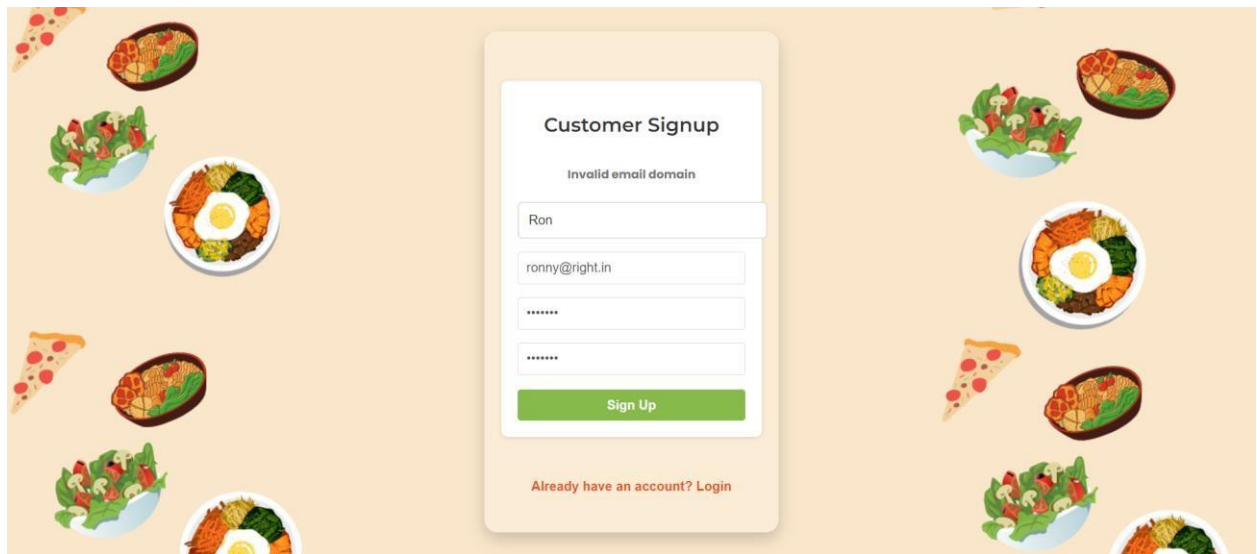 Customer Signup
Invalid email domain
Ron
ronny@right.in
•••••••
•••••••
Sign Up
Already have an account? Login